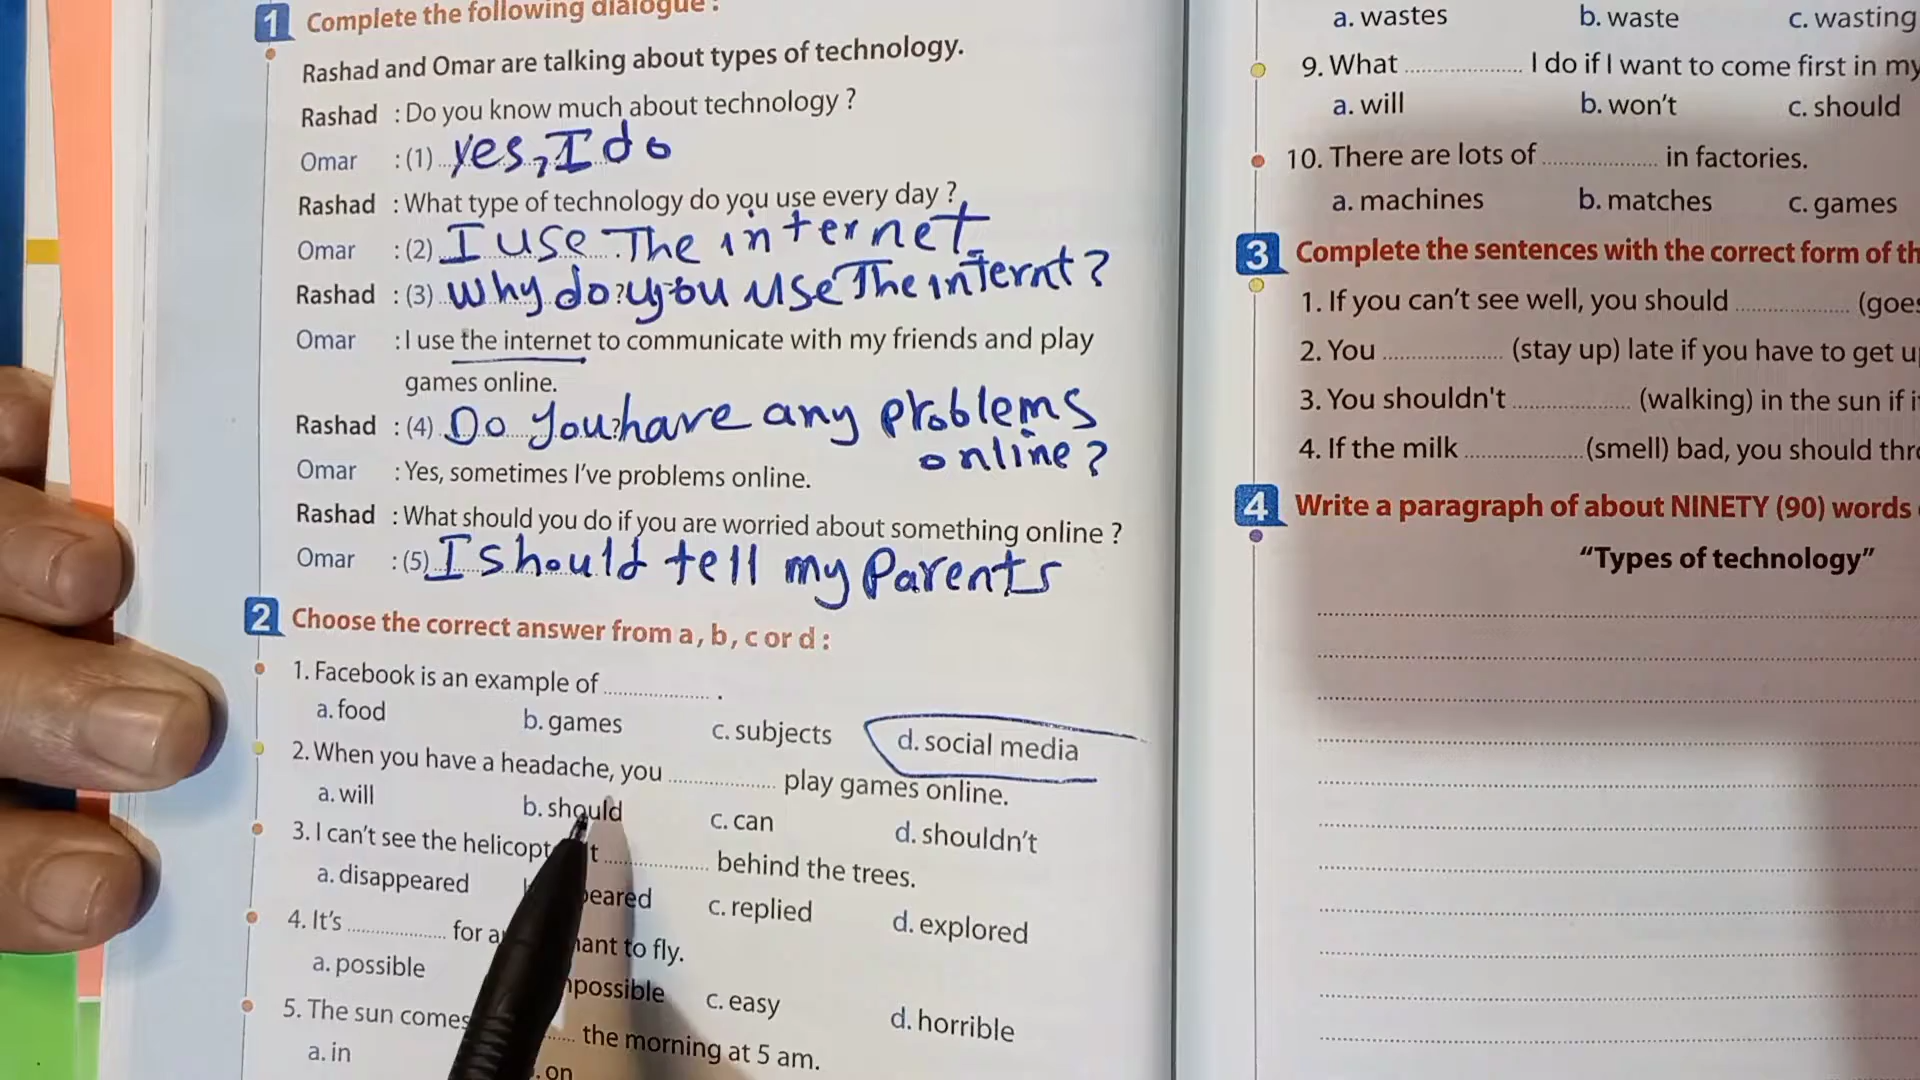 1 Complete the following dialogue :
Rashad and Omar are talking about types of technology.
Rashad : Do you know much about technology ?
Omar : (1) yes, I do
Rashad : What type of technology do you use every day ?
Omar : (2) I use The internet
Rashad : (3) why do you use The internt ?
Omar : I use the internet to communicate with my friends and play
games online.
Rashad : (4) Do you have any problems
online ?
Omar : Yes, sometimes I've problems online.
Rashad : What should you do if you are worried about something online ?
Omar : (5) I should tell my Parents
2 Choose the correct answer from a, b, c or d :
1. Facebook is an example of .................... .
a. food b. games c. subjects d. social media
2. When you have a headache, you .................... play games online.
a. will b. should c. can d. shouldn't
3. I can't see the .................... behind the trees.
a. disappeared c. replied d. explored
4. It's .................... for to fly.
a. possible c. easy d. horrible
5. The sun comes .................... the morning at 5 am.
a. in on
a. wastes b. waste c. wasting
9. What .................... I do if I want to come first in my
a. will b. won't c. should
10. There are lots of .................... in factories.
a. machines b. matches c. games
3 Complete the sentences with the correct form of
1. If you can't see well, you should ....................
2. You .................... (stay up) late if you have to get
3. You shouldn't .................... (walking) in the sun if
4. If the milk .................... (smell) bad, you should
4 Write a paragraph of about NINETY (90) words
"Types of technology"